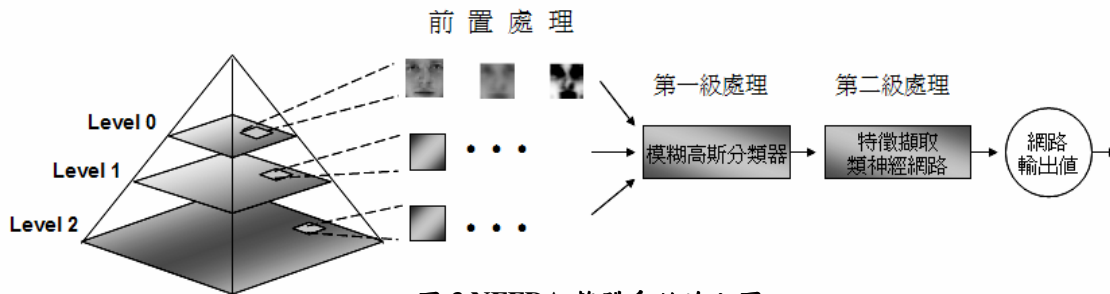 前置處理
第一級處理
第二級處理
Level 0
Level 1
Level 2
模糊高斯分類器
特徵擷取
類神經網路
網路
輸出值